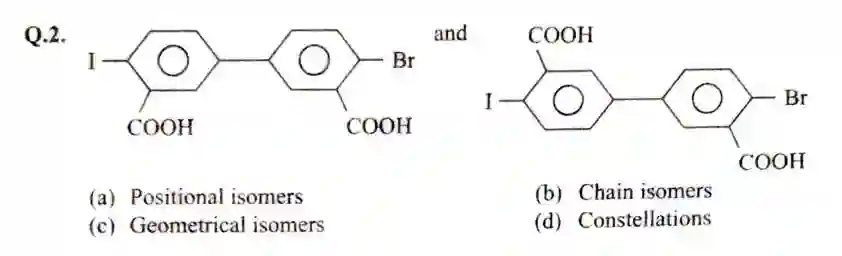 Q.2.
I Br and COOH
COOH COOH
I Br
COOH
(a) Positional isomers (b) Chain isomers
(c) Geometrical isomers (d) Constellations